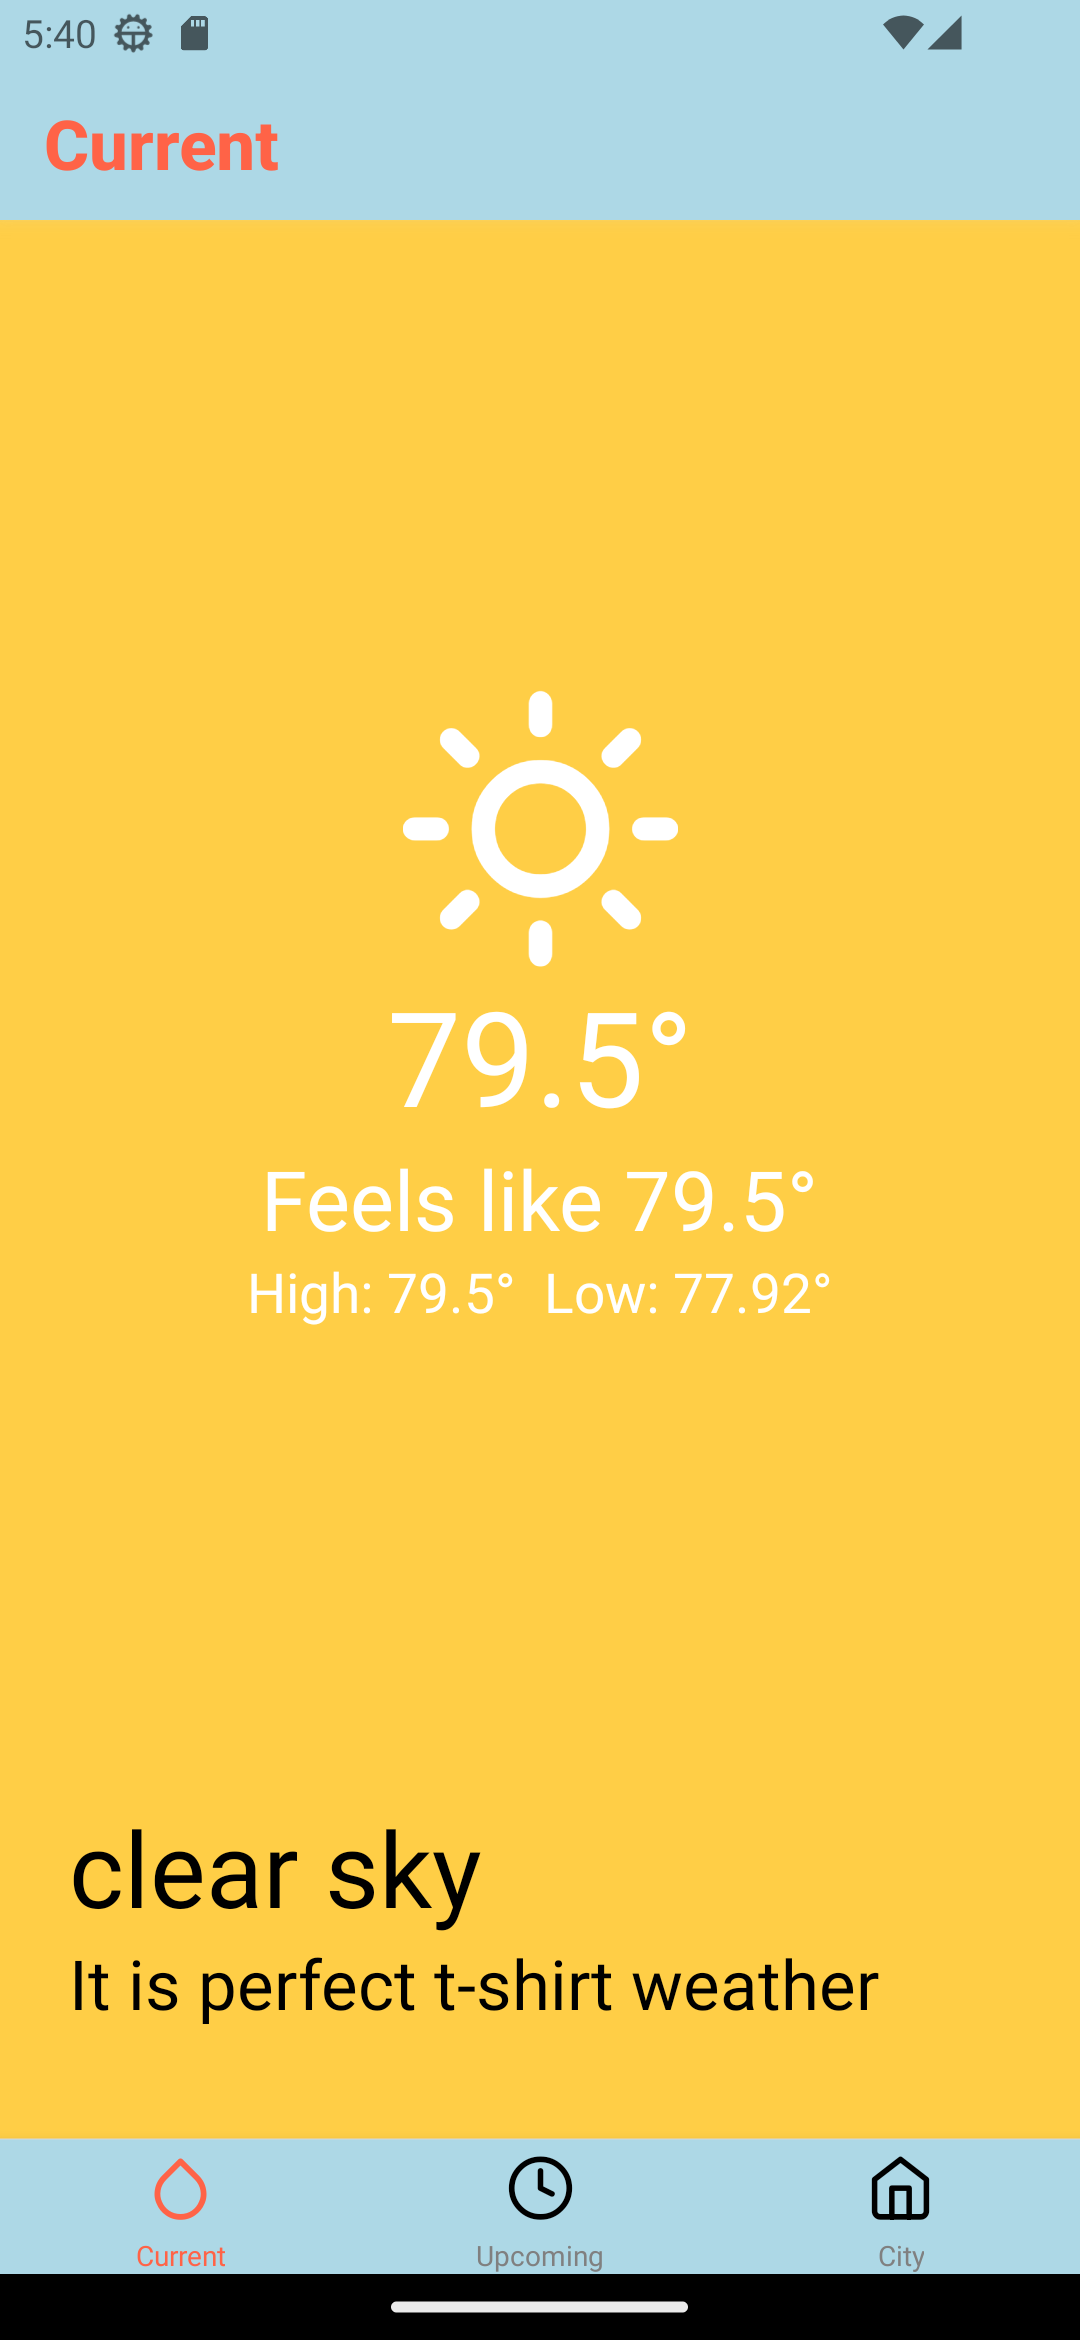 5:40
Current
79.5°
Feels like 79.5°
High: 79.5° Low: 77.92°
clear sky
It is perfect t-shirt weather
Current
Upcoming
City